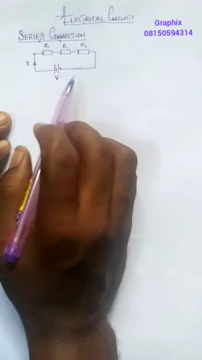 Graphix
08150594314
ELECTRICAL CIRCUIT
SERIES CONNECTION
R₁ R₂ R₃
I
V